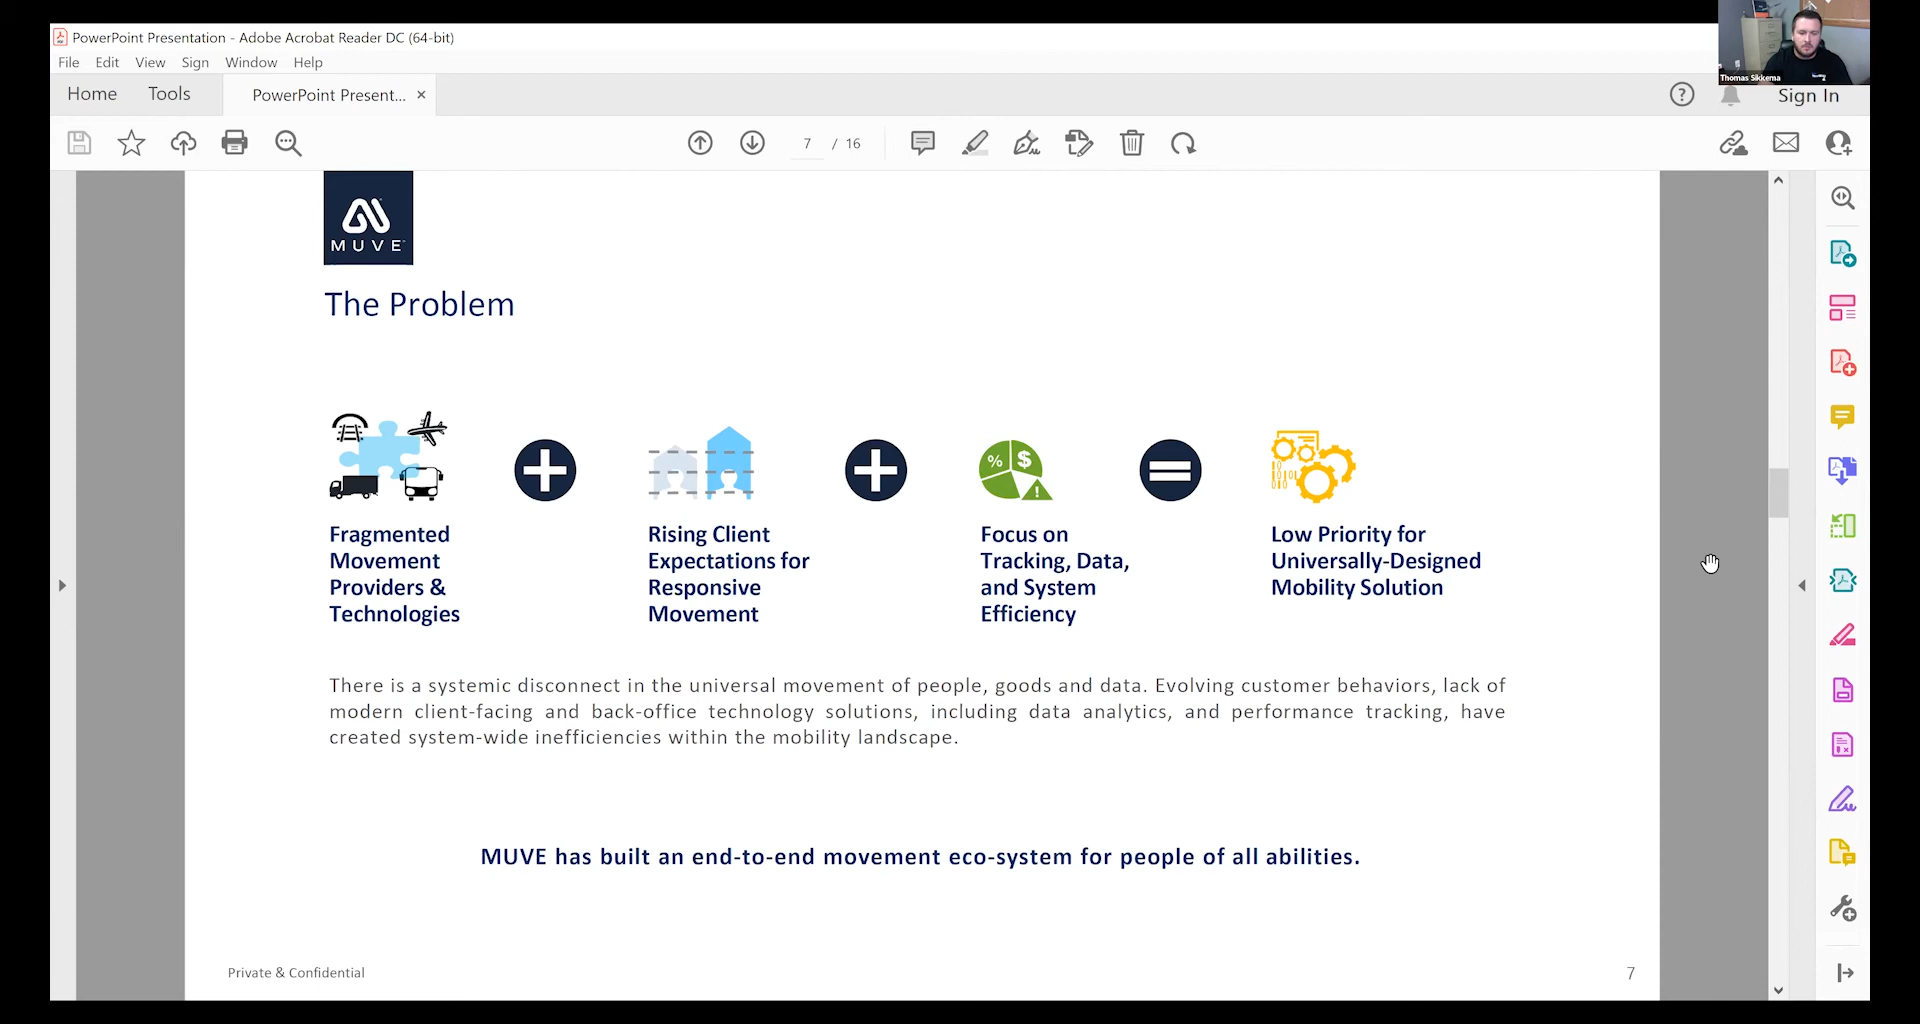 PowerPoint Presentation - Adobe Acrobat Reader DC (64-bit)
File Edit View Sign Window Help
Home Tools PowerPoint Present... ×
Sign In
Thomas Sikkema
7 / 16
MUVE
The Problem
% $ !
Fragmented
Movement
Providers &
Technologies
Rising Client
Expectations for
Responsive
Movement
Focus on
Tracking, Data,
and System
Efficiency
Low Priority for
Universally-Designed
Mobility Solution
There is a systemic disconnect in the universal movement of people, goods and data. Evolving customer behaviors, lack of
modern client-facing and back-office technology solutions, including data analytics, and performance tracking, have
created system-wide inefficiencies within the mobility landscape.
MUVE has built an end-to-end movement eco-system for people of all abilities.
Private & Confidential
7